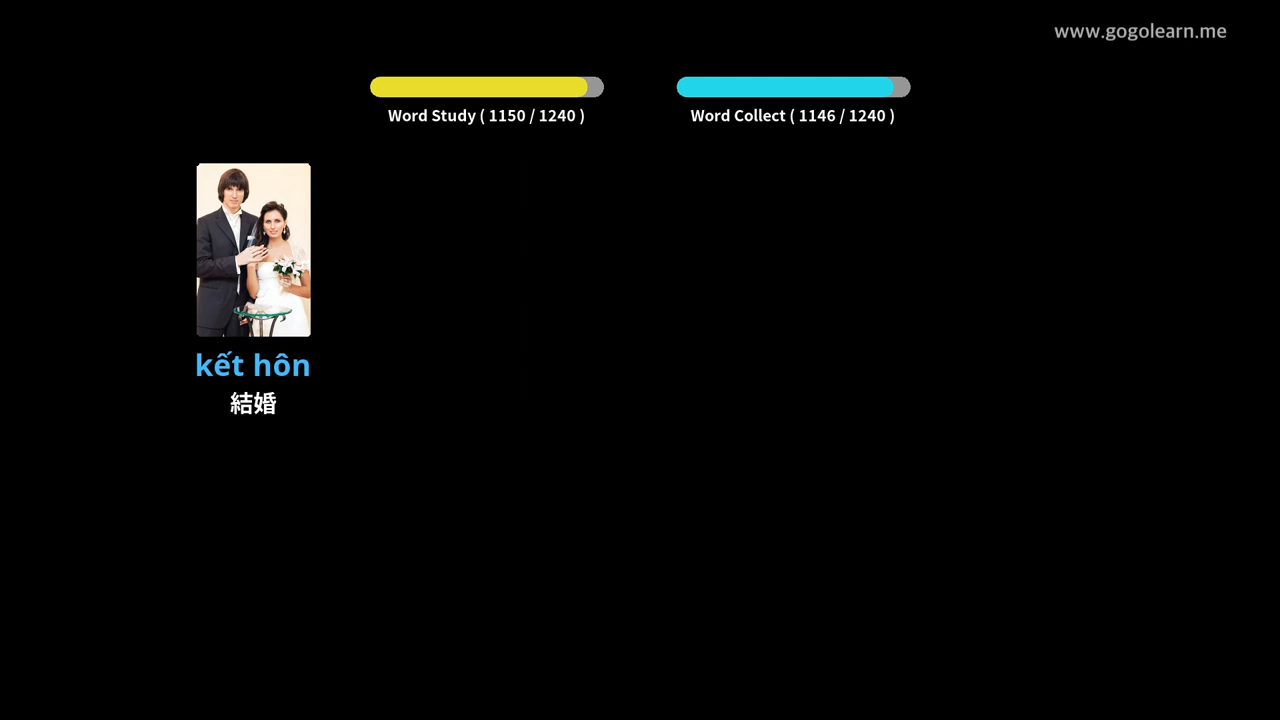 www.gogolearn.me
Word Study ( 1150 / 1240 )
Word Collect ( 1146 / 1240 )
kết hôn
結婚